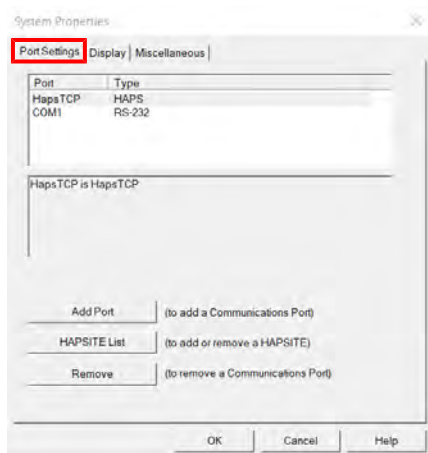 System Properties
Port Settings Display Miscellaneous
Port Type
HapsTCP HAPS
COM1 RS-232
HapsTCP is HapsTCP
Add Port (to add a Communications Port)
HAPSITE List (to add or remove a HAPSITE)
Remove (to remove a Communications Port)
OK Cancel Help